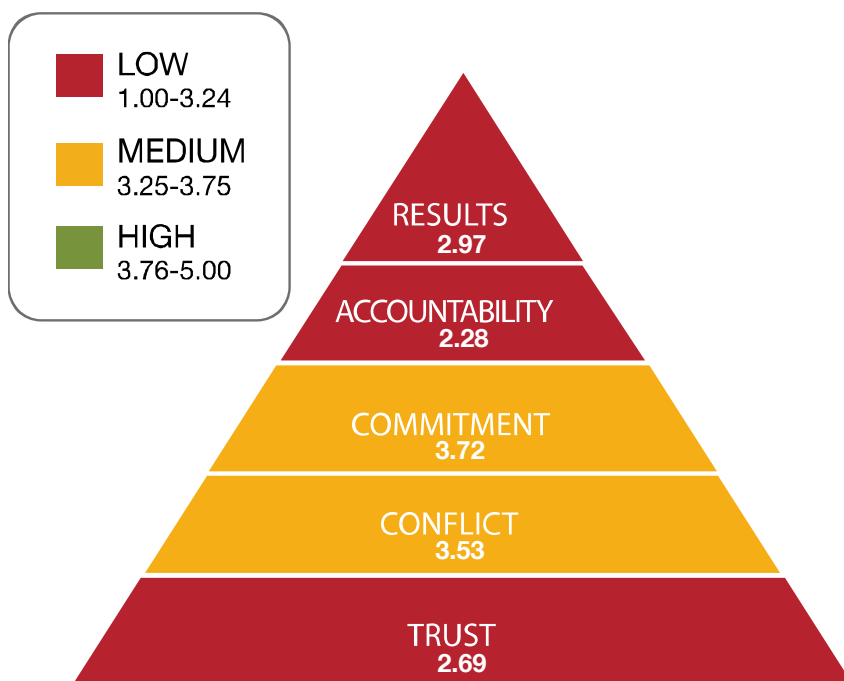 LOW
1.00-3.24
MEDIUM
3.25-3.75
HIGH
3.76-5.00
RESULTS
2.97
ACCOUNTABILITY
2.28
COMMITMENT
3.72
CONFLICT
3.53
TRUST
2.69